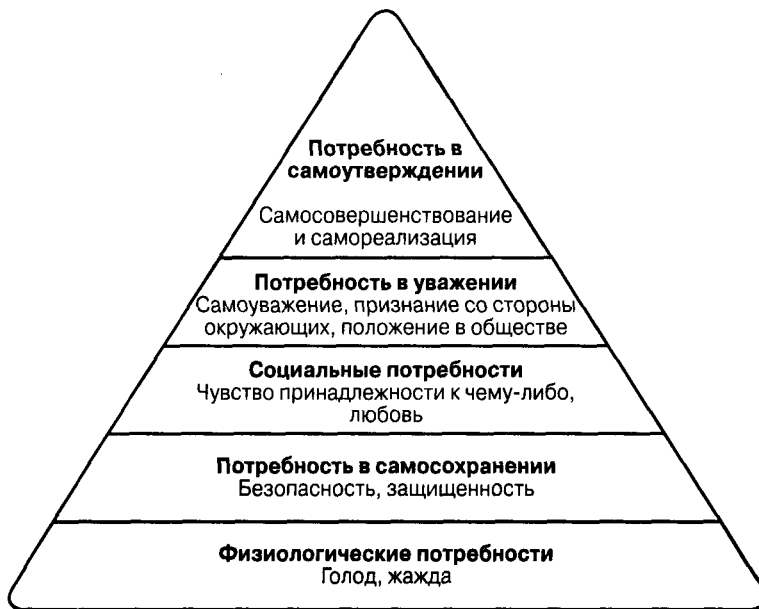 Потребность в
самоутверждении
Самосовершенствование
и самореализация
Потребность в уважении
Самоуважение, признание со стороны
окружающих, положение в обществе
Социальные потребности
Чувство принадлежности к чему-либо,
любовь
Потребность в самосохранении
Безопасность, защищенность
Физиологические потребности
Голод, жажда